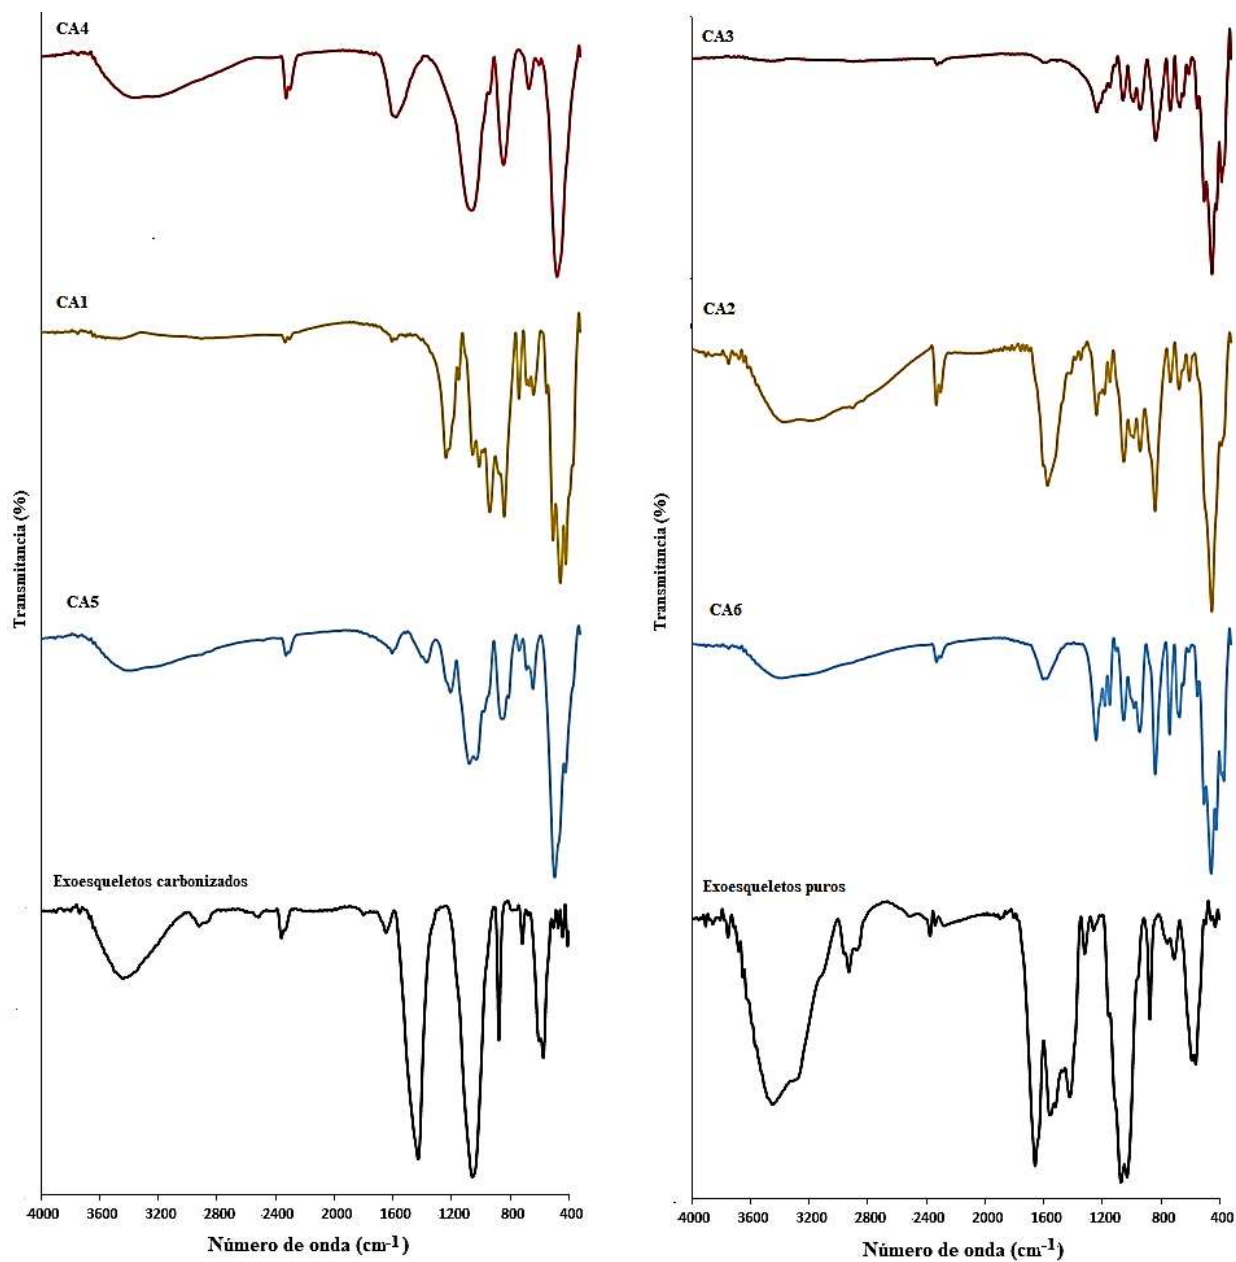 CA4
CA1
CA5
Exoesqueletos carbonizados
Transmitancia (%)
4000 3600 3200 2800 2400 2000 1600 1200 800 400
Número de onda (cm-1)
CA3
CA2
CA6
Exoesqueletos puros
Transmitancia (%)
4000 3600 3200 2800 2400 2000 1600 1200 800 400
Número de onda (cm-1)